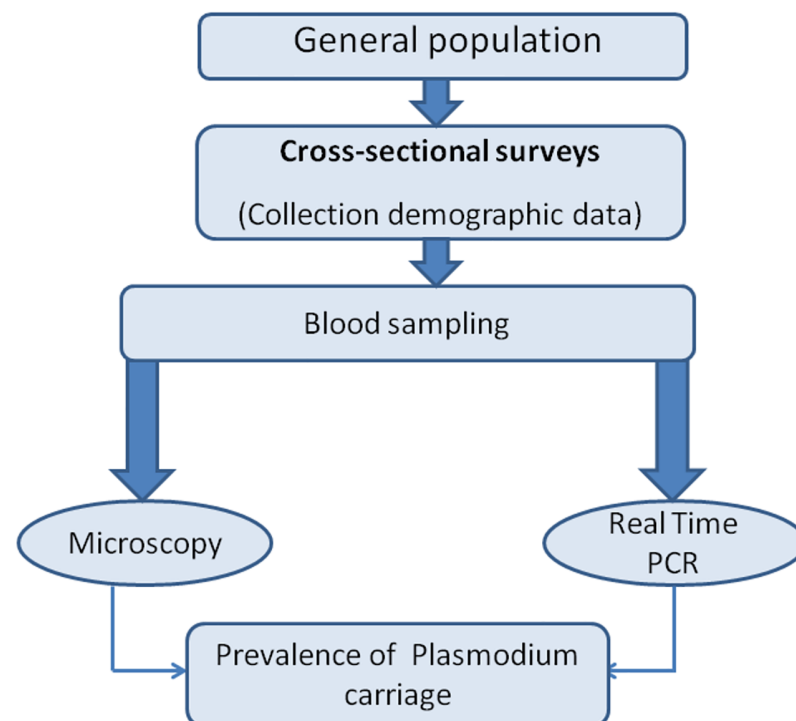 General population
Cross-sectional surveys
(Collection demographic data)
Blood sampling
Microscopy
Real Time
PCR
Prevalence of  Plasmodium
carriage